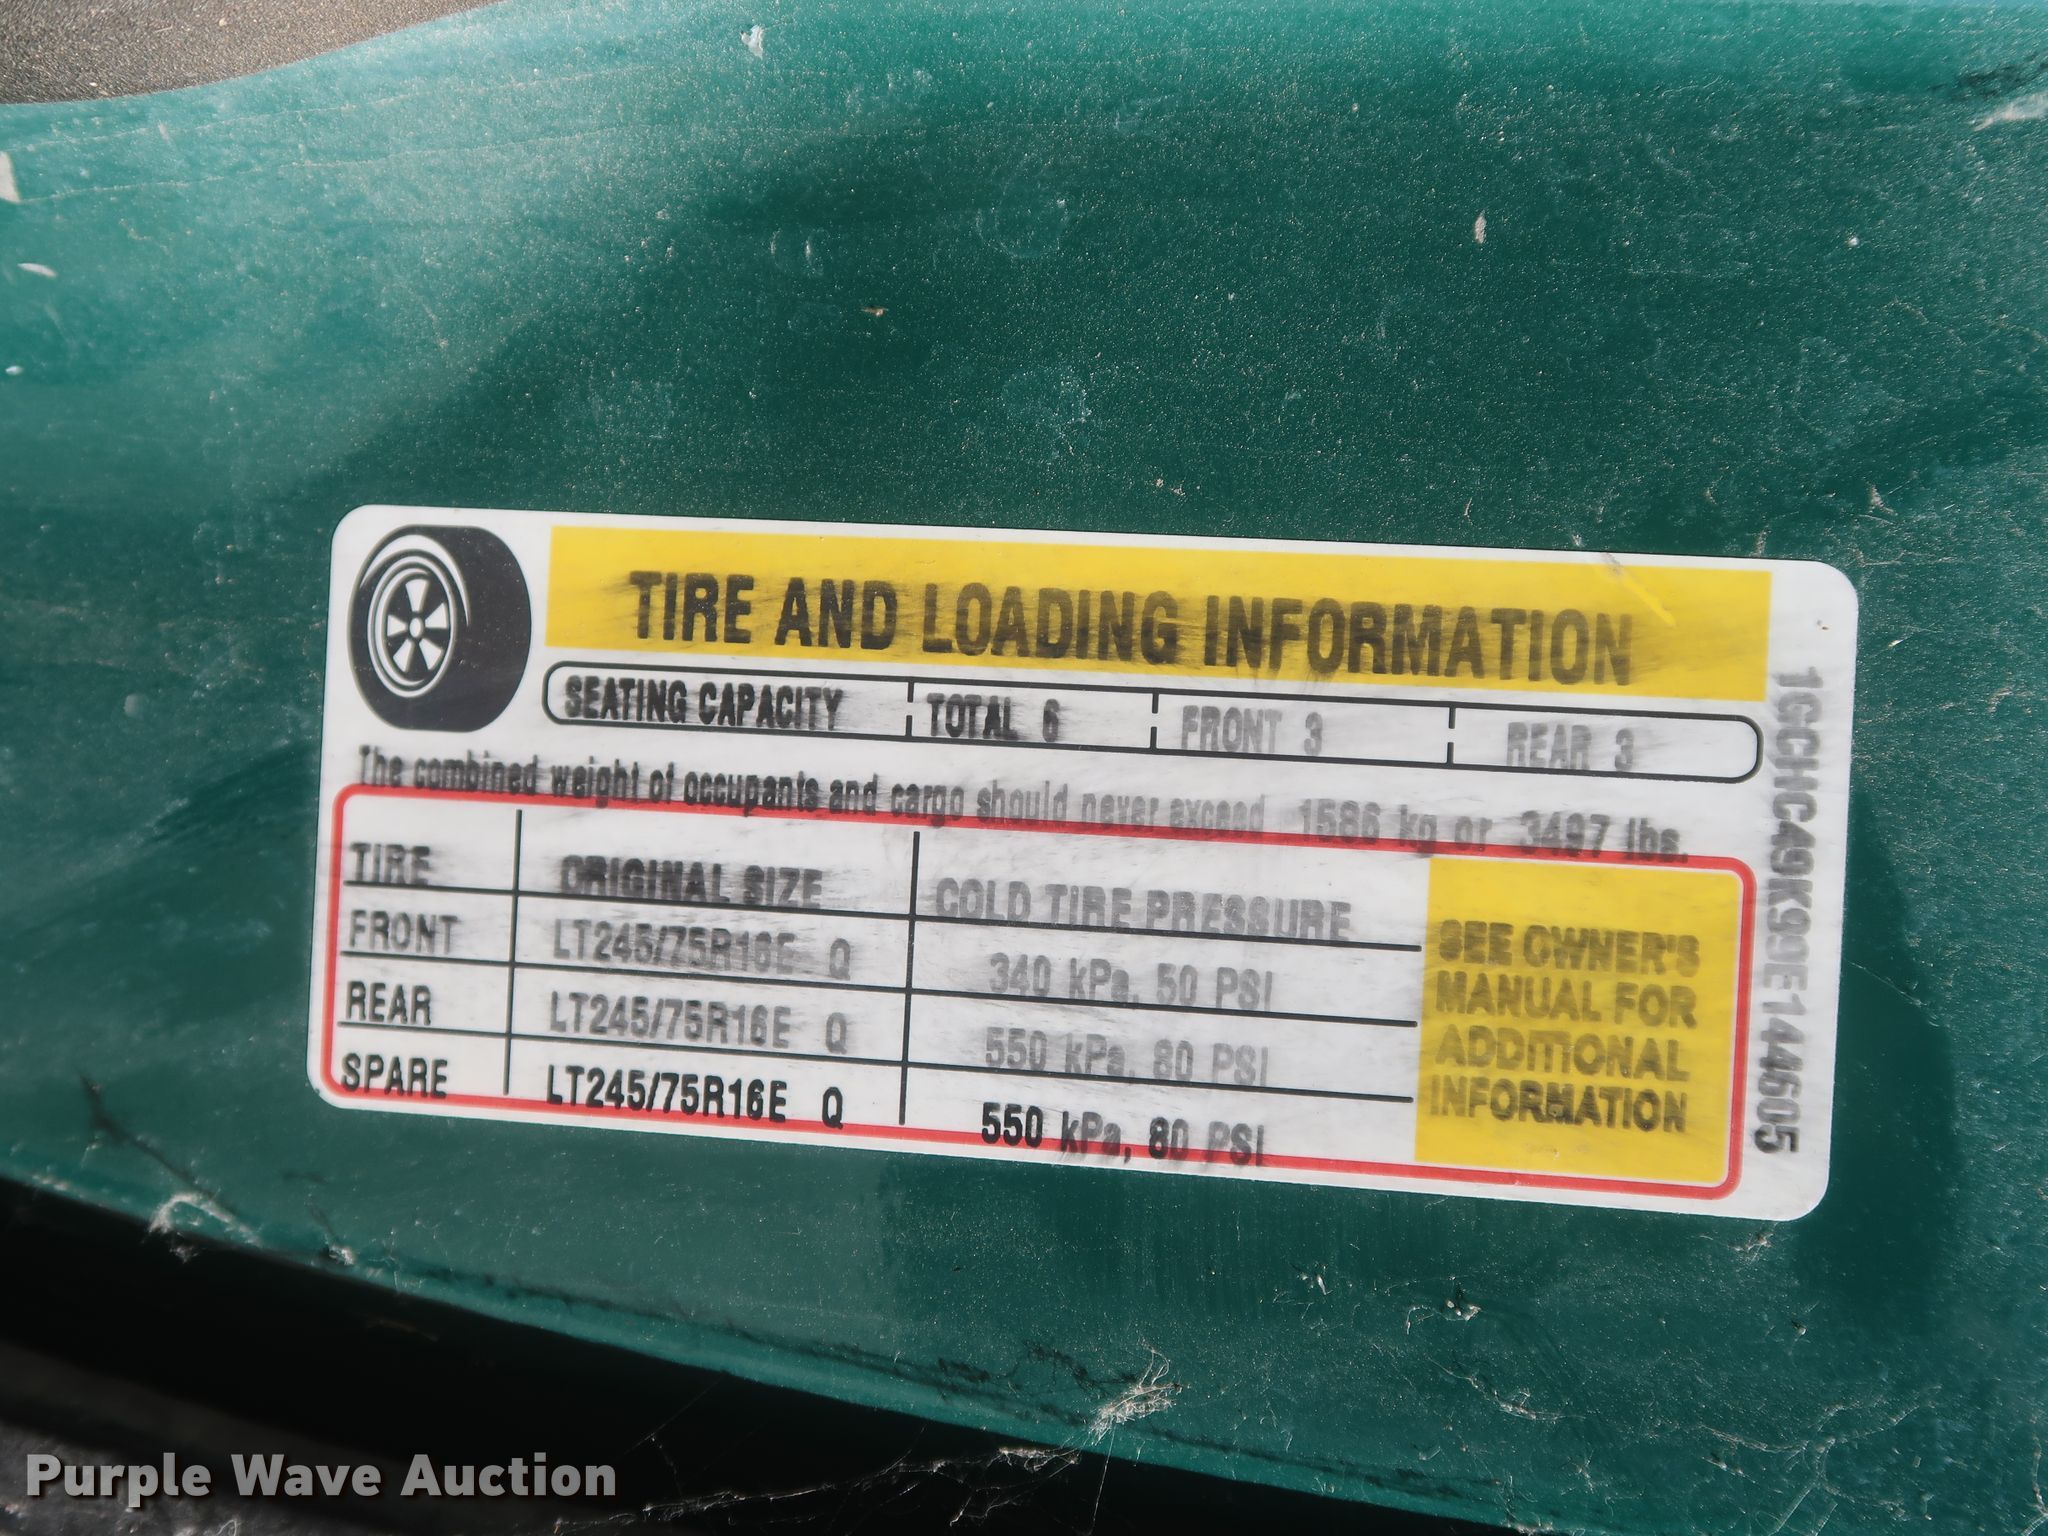 TIRE AND LOADING INFORMATION
SEATING CAPACITY TOTAL 6 FRONT 3 REAR 3
The combined weight of occupants and cargo should never exceed 1586 kg or 3497 lbs.
TIRE ORIGINAL SIZE COLD TIRE PRESSURE
FRONT LT245/75R16E Q 340 kPa, 50 PSI
REAR LT245/75R16E Q 550 kPa, 80 PSI
SPARE LT245/75R16E Q 550 kPa, 80 PSI
SEE OWNER'S
MANUAL FOR
ADDITIONAL
INFORMATION
1GCHC49K99E144605
Purple Wave Auction